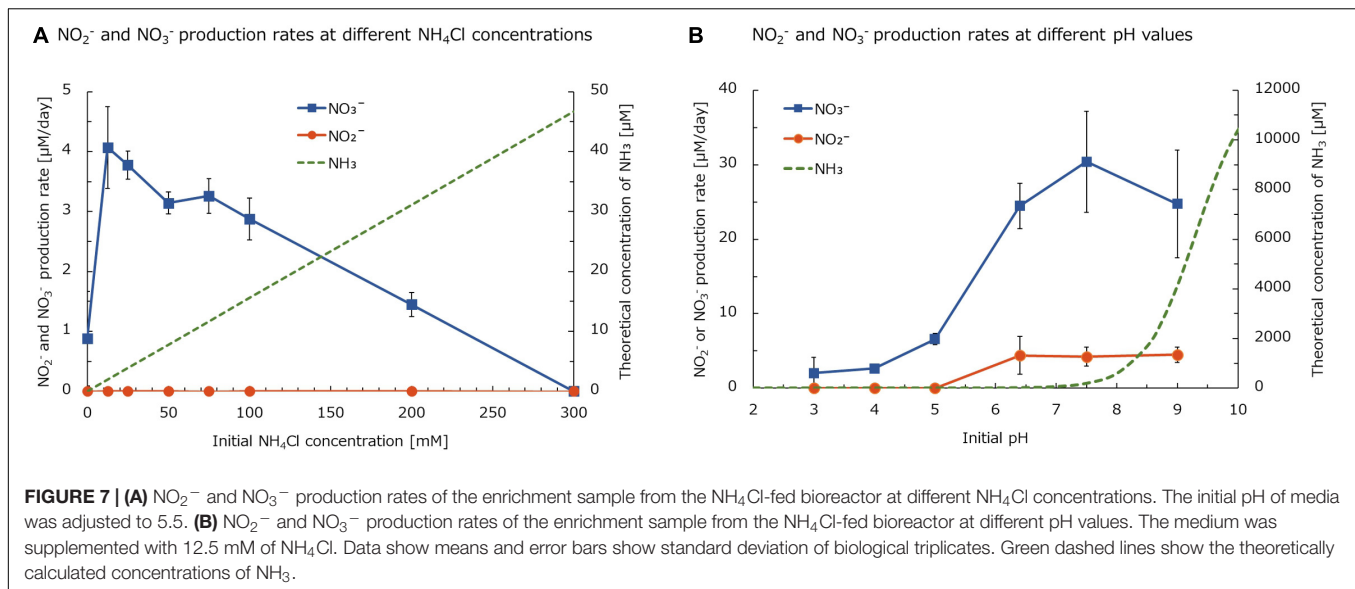 A NO₂⁻ and NO₃⁻ production rates at different NH₄Cl concentrations
NO₂⁻ and NO₃⁻ production rate [µM/day]
5
4
3
2
1
0
NO₃⁻
NO₂⁻
NH₃
50
40
30
20
10
0
Theoretical concentration of NH₃ [µM]
0 50 100 150 200 250 300
Initial NH₄Cl concentration [mM]
B NO₂⁻ and NO₃⁻ production rates at different pH values
NO₂⁻ or NO₃⁻ production rate [µM/day]
40
30
20
10
0
NO₃⁻
NO₂⁻
NH₃
12000
10000
8000
6000
4000
2000
0
Theoretical concentration of NH₃ [µM]
2 3 4 5 6 7 8 9 10
Initial pH
FIGURE 7 | (A) NO₂⁻ and NO₃⁻ production rates of the enrichment sample from the NH₄Cl-fed bioreactor at different NH₄Cl concentrations. The initial pH of media
was adjusted to 5.5. (B) NO₂⁻ and NO₃⁻ production rates of the enrichment sample from the NH₄Cl-fed bioreactor at different pH values. The medium was
supplemented with 12.5 mM of NH₄Cl. Data show means and error bars show standard deviation of biological triplicates. Green dashed lines show the theoretically
calculated concentrations of NH₃.